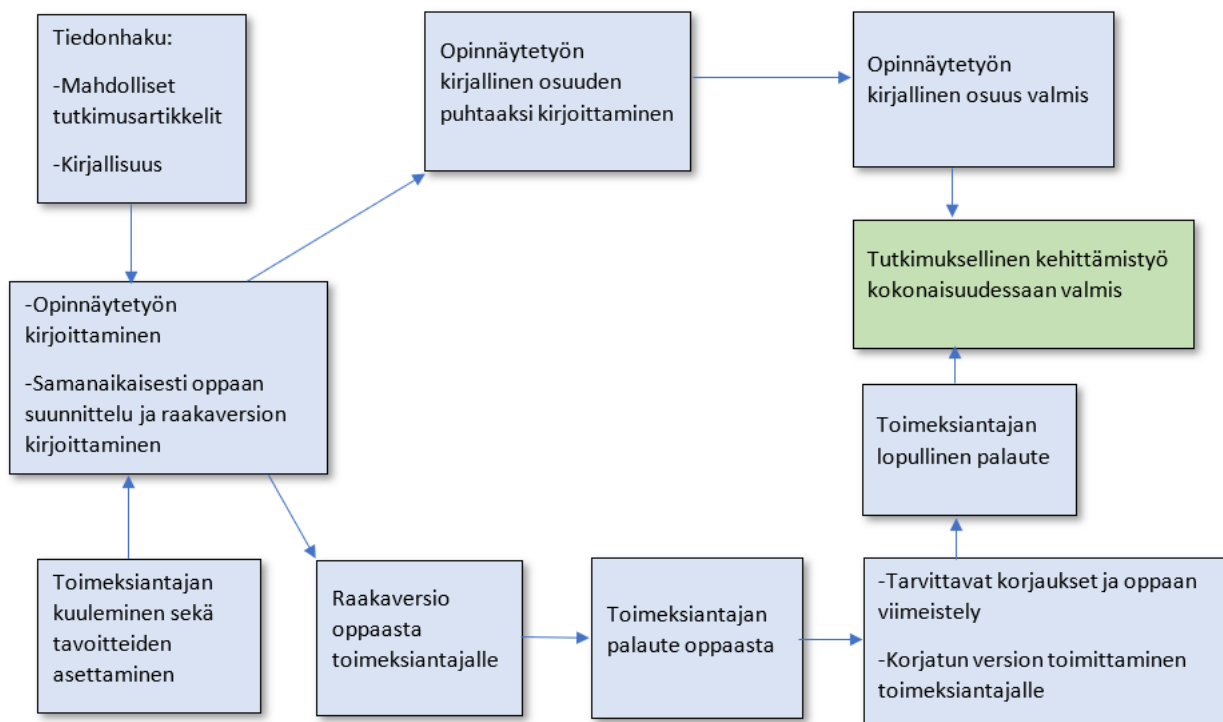 Tiedonhaku:
-Mahdolliset
tutkimusartikkelit
-Kirjallisuus
Opinnäytetyön
kirjallinen osuuden
puhtaaksi kirjoittaminen
Opinnäytetyön
kirjallinen osuus valmis
Tutkimuksellinen kehittämistyö
kokonaisuudessaan valmis
-Opinnäytetyön
kirjoittaminen
-Samanaikaisesti oppaan
suunnittelu ja raakaversion
kirjoittaminen
Toimeksiantajan
lopullinen palaute
Toimeksiantajan
kuuleminen sekä
tavoitteiden
asettaminen
Raakaversio
oppaasta
toimeksiantajalle
Toimeksiantajan
palaute oppaasta
-Tarvittavat korjaukset ja oppaan
viimeistely
-Korjatun version toimittaminen
toimeksiantajalle